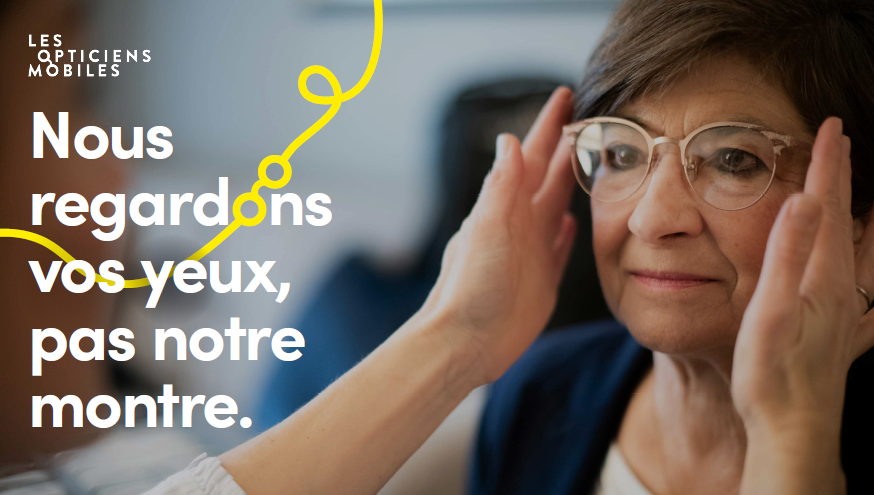 LES
OPTICIENS
MOBILES
Nous
regardons
vos yeux,
pas notre
montre.